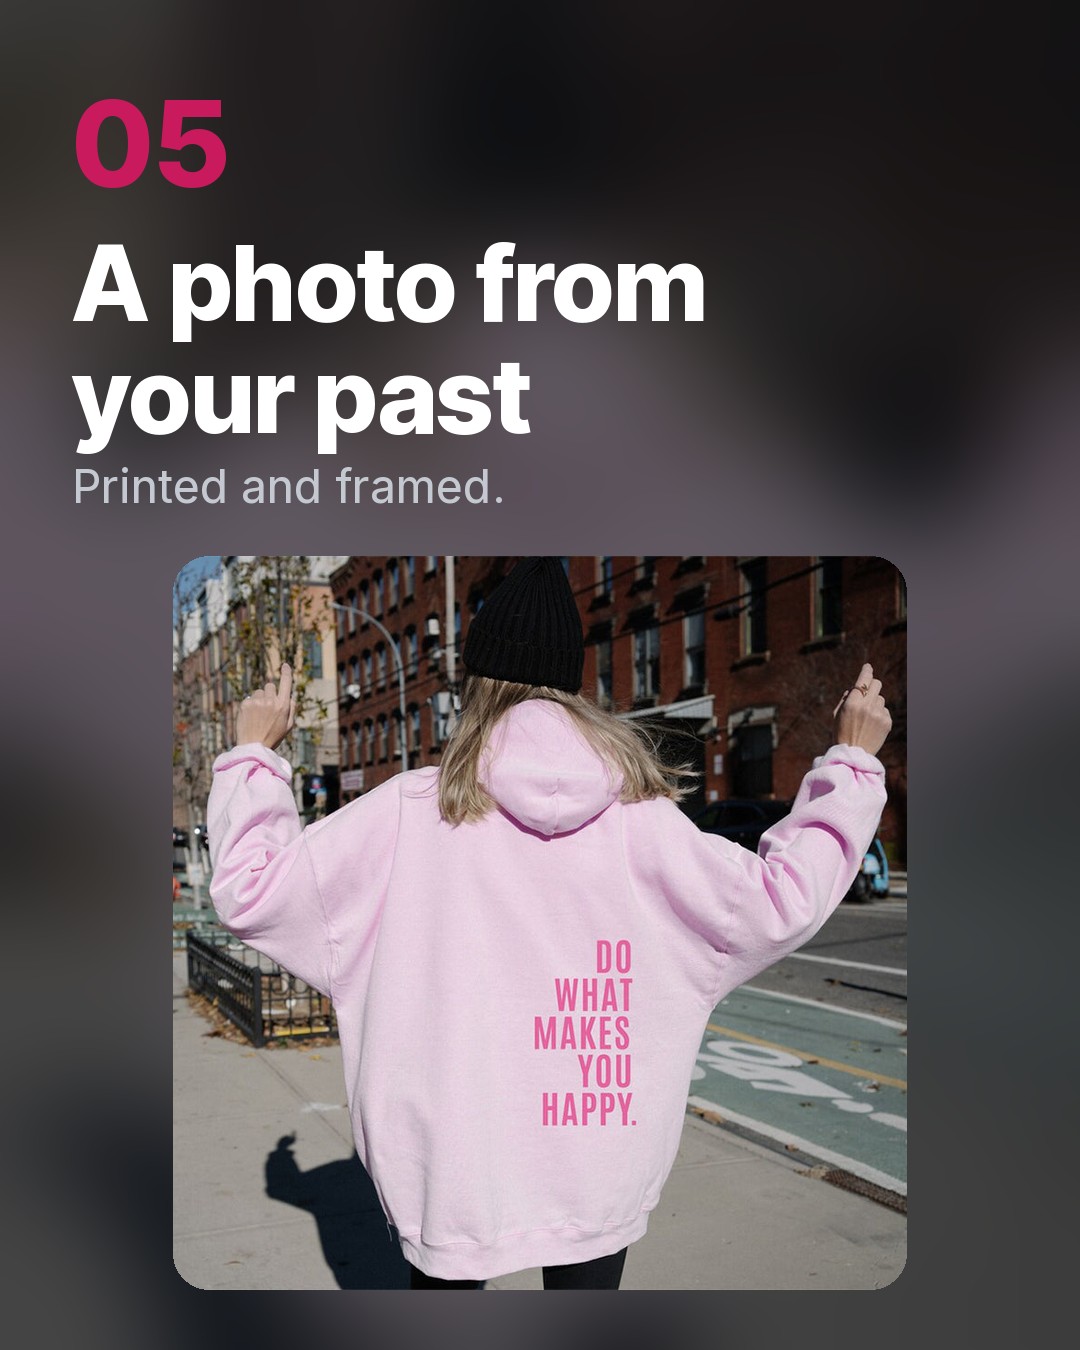 05
A photo from
your past
Printed and framed.
DO
WHAT
MAKES
YOU
HAPPY.